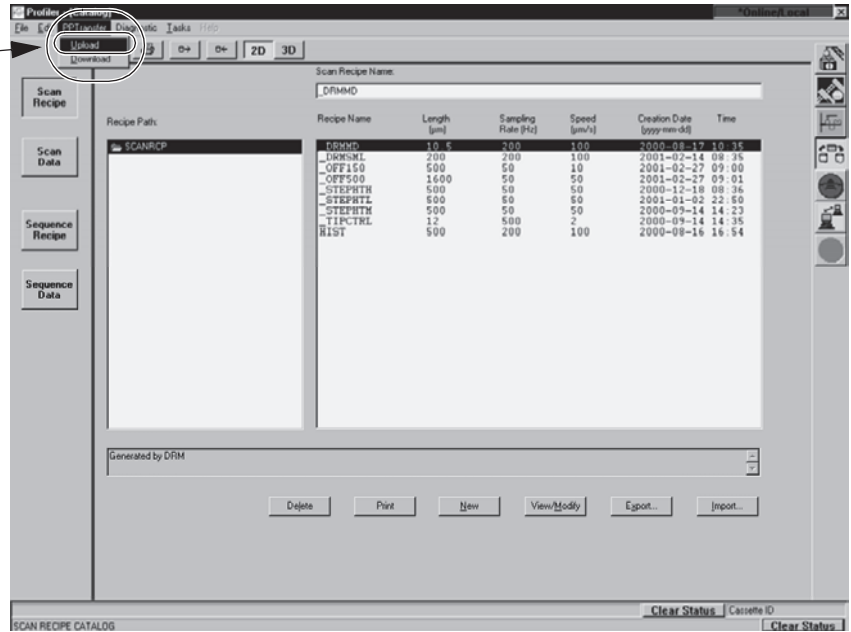 Profiler - [Catalog]
*Online/Local
File Edit PPTransfer Diagnostic Tasks Help
Upload
Download
2D 3D
Scan Recipe Name:
_DRMMD
Scan Recipe
Scan Data
Sequence Recipe
Sequence Data
Recipe Path:
SCANRCP
Recipe Name Length (µm) Sampling Rate (Hz) Speed (µm/s) Creation Date (yyyy-mm-dd) Time
_DRMMD 10.5 200 100 2000-08-17 10:35
_DRMSML 200 200 100 2001-02-14 08:35
_OFF150 500 50 10 2001-02-27 09:00
_OFF500 1600 50 50 2001-02-27 09:01
_STEPHTH 500 50 50 2000-12-18 08:36
_STEPHTL 500 50 50 2001-01-02 22:50
_STEPHTM 500 50 50 2000-09-14 14:23
_TIPCTRL 12 500 2 2000-09-14 14:35
HIST 500 200 100 2000-08-16 16:54
Generated by DRM
Delete Print New View/Modify Export... Import...
Clear Status Cassette ID
SCAN RECIPE CATALOG Clear Status